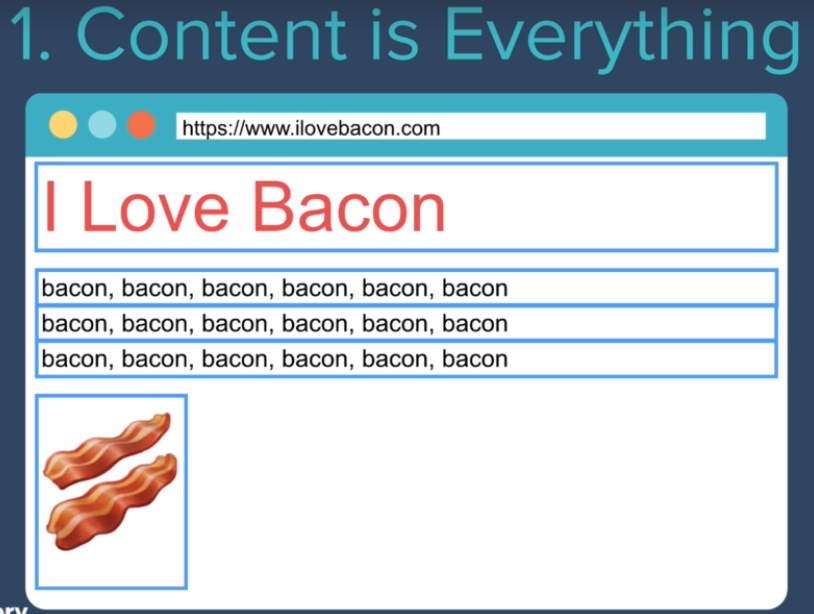 1. Content is Everything
https://www.ilovebacon.com
I Love Bacon
bacon, bacon, bacon, bacon, bacon, bacon
bacon, bacon, bacon, bacon, bacon, bacon
bacon, bacon, bacon, bacon, bacon, bacon